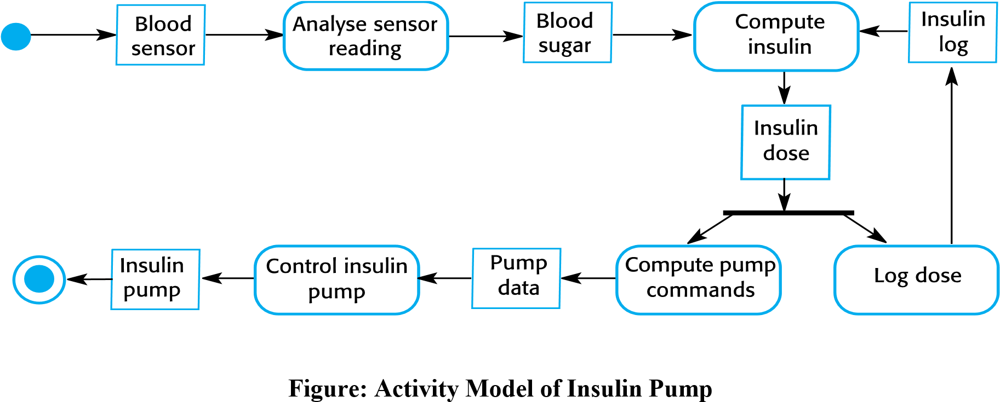 Blood
sensor
Analyse sensor
reading
Blood
sugar
Compute
insulin
Insulin
log
Insulin
dose
Insulin
pump
Control insulin
pump
Pump
data
Compute pump
commands
Log dose
Figure: Activity Model of Insulin Pump